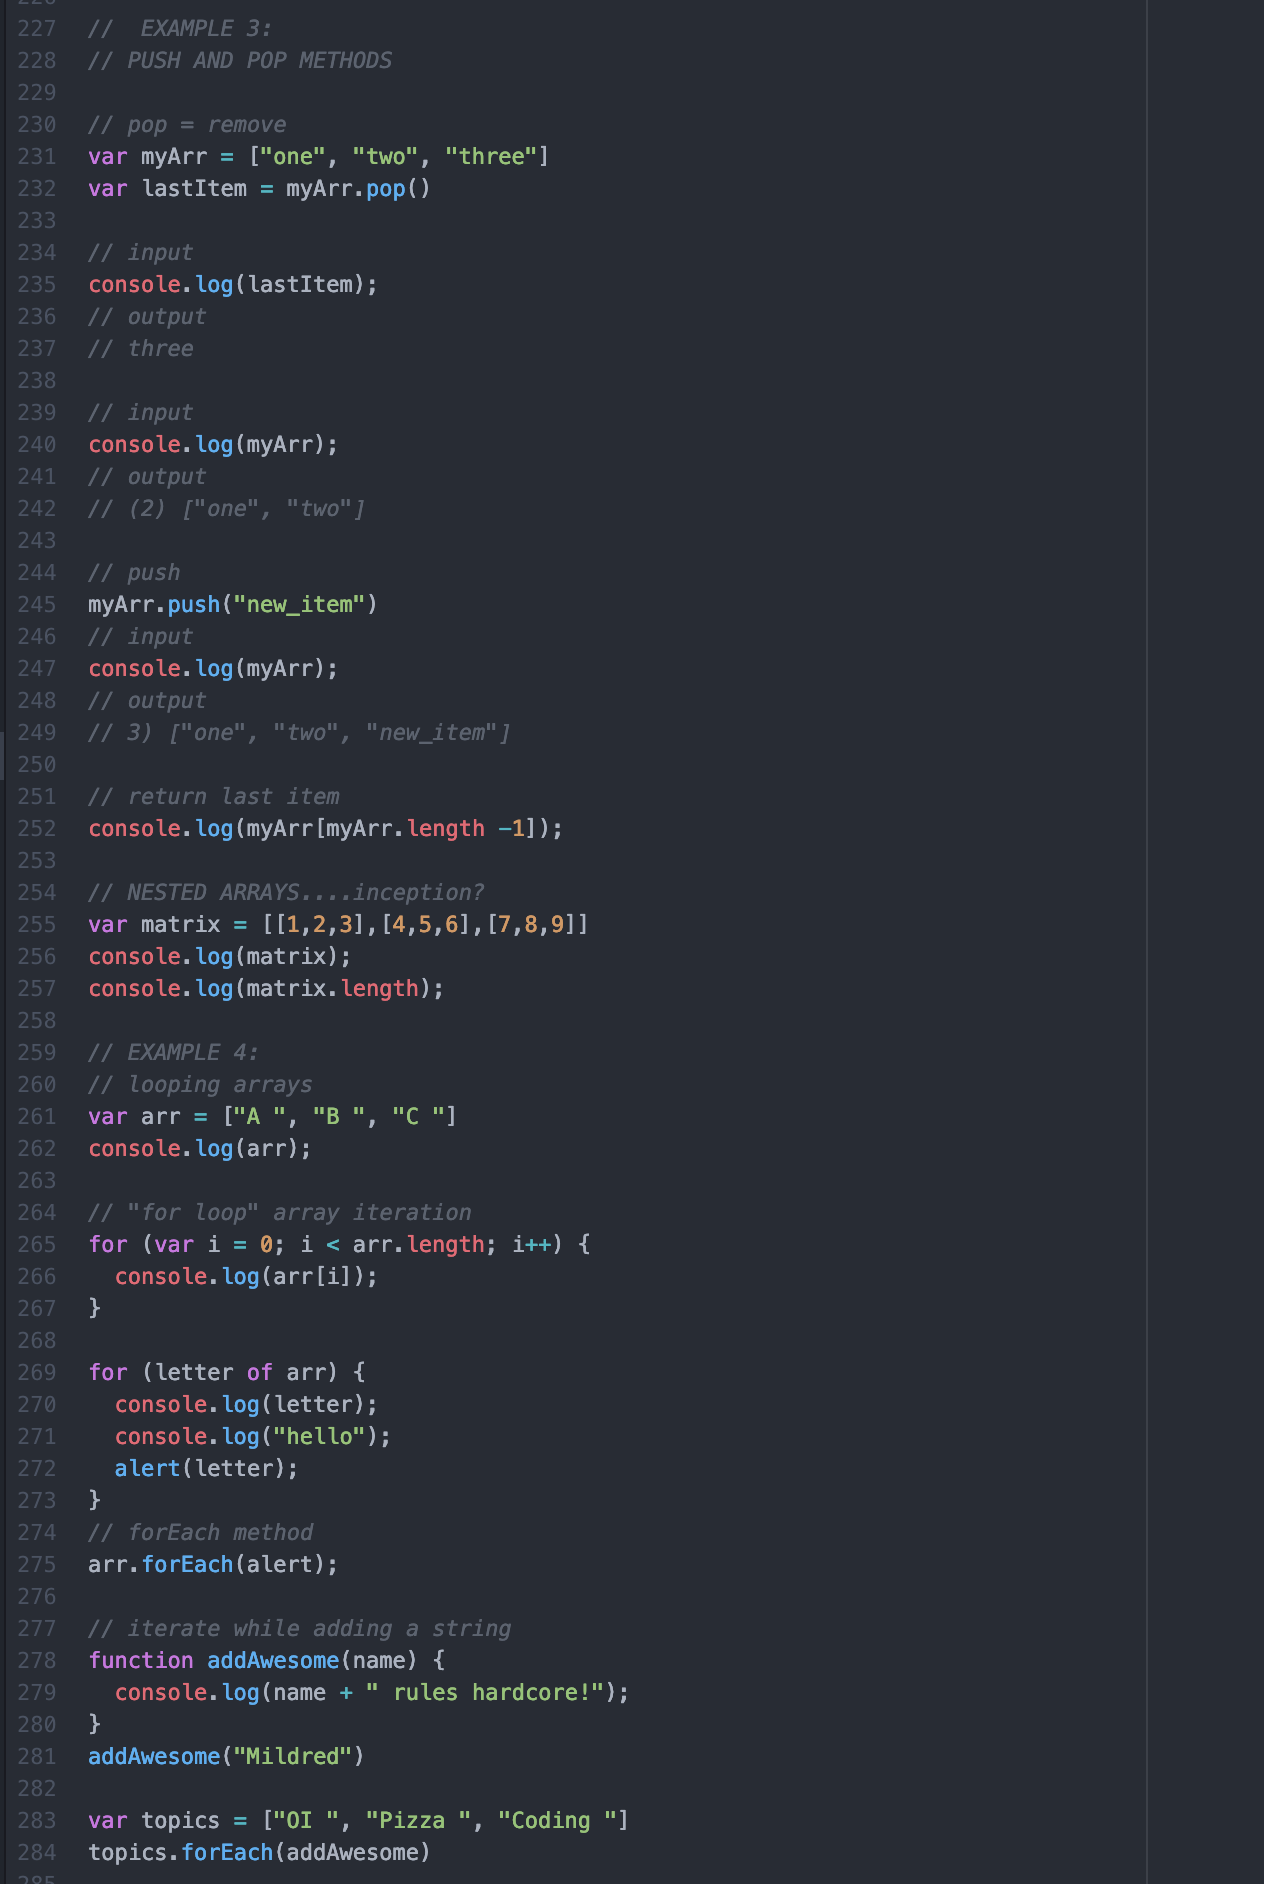 227 //  EXAMPLE 3:
228 // PUSH AND POP METHODS
229
230 // pop = remove
231 var myArr = ["one", "two", "three"]
232 var lastItem = myArr.pop()
233
234 // input
235 console.log(lastItem);
236 // output
237 // three
238
239 // input
240 console.log(myArr);
241 // output
242 // (2) ["one", "two"]
243
244 // push
245 myArr.push("new_item")
246 // input
247 console.log(myArr);
248 // output
249 // 3) ["one", "two", "new_item"]
250
251 // return last item
252 console.log(myArr[myArr.length -1]);
253
254 // NESTED ARRAYS....inception?
255 var matrix = [[1,2,3],[4,5,6],[7,8,9]]
256 console.log(matrix);
257 console.log(matrix.length);
258
259 // EXAMPLE 4:
260 // looping arrays
261 var arr = ["A ", "B ", "C "]
262 console.log(arr);
263
264 // "for loop" array iteration
265 for (var i = 0; i < arr.length; i++) {
266   console.log(arr[i]);
267 }
268
269 for (letter of arr) {
270   console.log(letter);
271   console.log("hello");
272   alert(letter);
273 }
274 // forEach method
275 arr.forEach(alert);
276
277 // iterate while adding a string
278 function addAwesome(name) {
279   console.log(name + " rules hardcore!");
280 }
281 addAwesome("Mildred")
282
283 var topics = ["OI ", "Pizza ", "Coding "]
284 topics.forEach(addAwesome)
285